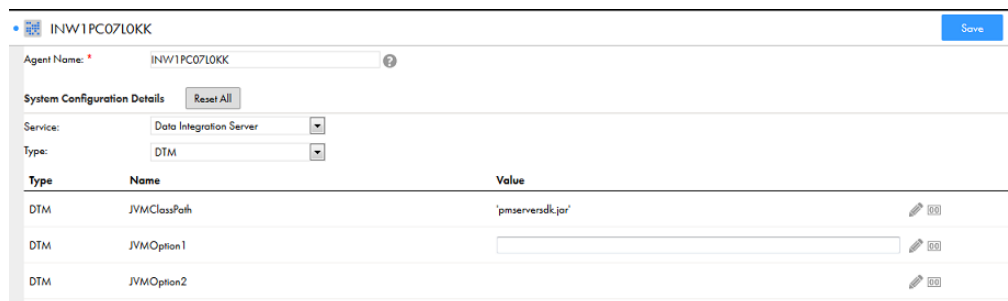 INW1PC07L0KK Save
Agent Name: * INW1PC07L0KK ?
System Configuration Details Reset All
Service: Data Integration Server
Type: DTM
Type Name Value
DTM JVMClassPath 'pmserversdk.jar'
DTM JVMOption1
DTM JVMOption2